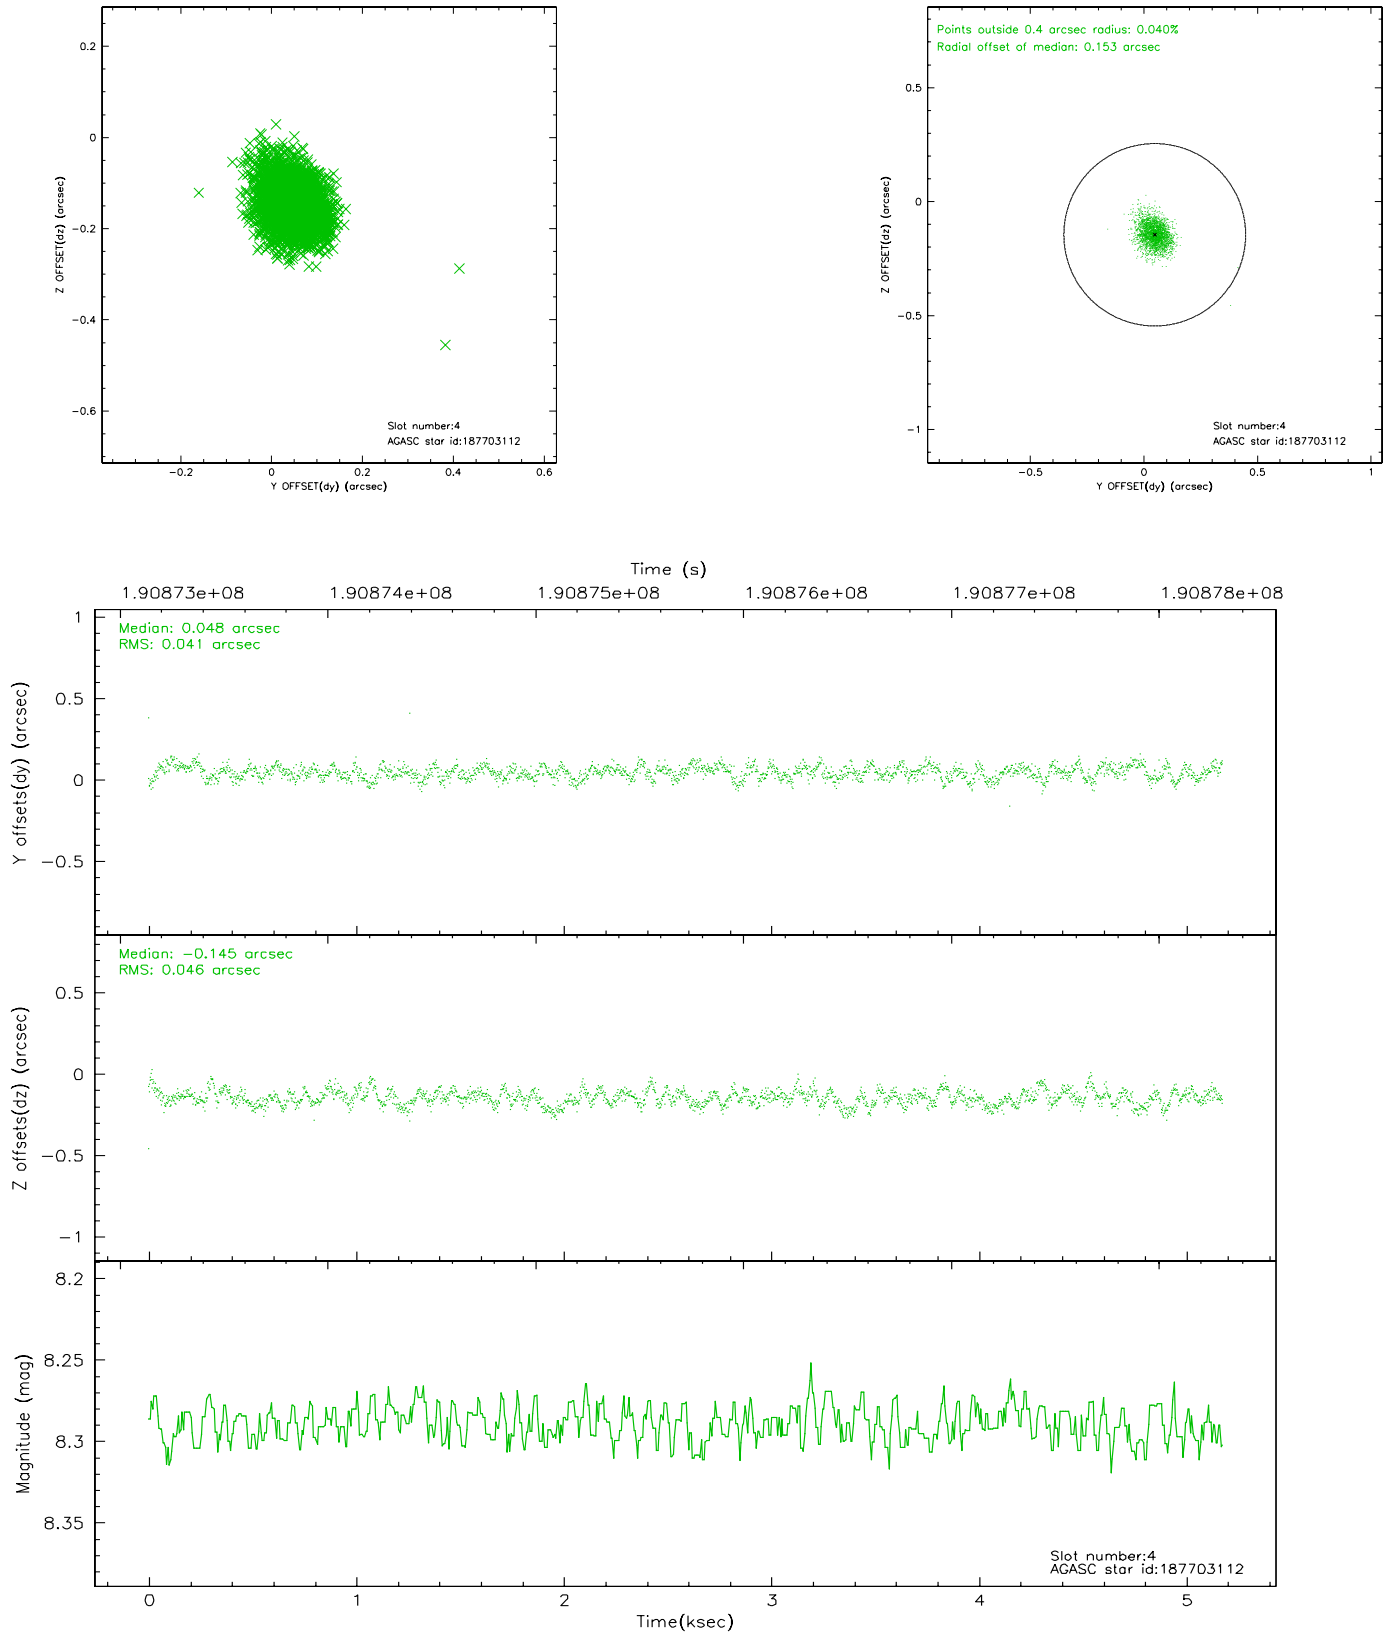 0.2
0
−0.2
−0.4
−0.6
Z OFFSET(dz) (arcsec)
Slot number:4
AGASC star id:187703112
−0.2 0 0.2 0.4 0.6
Y OFFSET(dy) (arcsec)
Points outside 0.4 arcsec radius: 0.040%
Radial offset of median: 0.153 arcsec
0.5
0
−0.5
−1
Z OFFSET(dz) (arcsec)
Slot number:4
AGASC star id:187703112
−0.5 0 0.5 1
Y OFFSET(dy) (arcsec)
Time (s)
1.90873e+08 1.90874e+08 1.90875e+08 1.90876e+08 1.90877e+08 1.90878e+08
Median: 0.048 arcsec
RMS: 0.041 arcsec
1
0.5
0
−0.5
Y offsets(dy) (arcsec)
Median: −0.145 arcsec
RMS: 0.046 arcsec
0.5
0
−0.5
−1
Z offsets(dz) (arcsec)
8.2
8.25
8.3
8.35
Magnitude (mag)
Slot number:4
AGASC star id:187703112
0 1 2 3 4 5
Time(ksec)